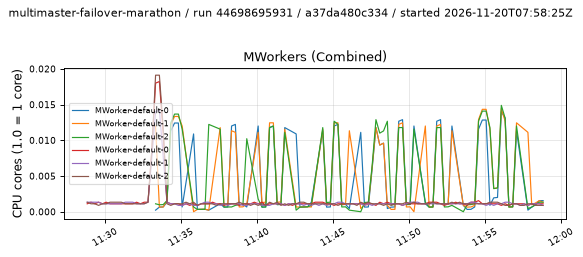 multimaster-failover-marathon / run 44698695931 / a37da480c334 / started 2026-11-20T07:58:25Z
MWorkers (Combined)
CPU cores (1.0 = 1 core)
0.020
0.015
0.010
0.005
0.000
MWorker-default-0
MWorker-default-1
MWorker-default-2
MWorker-default-0
MWorker-default-1
MWorker-default-2
11:30
11:35
11:40
11:45
11:50
11:55
12:00